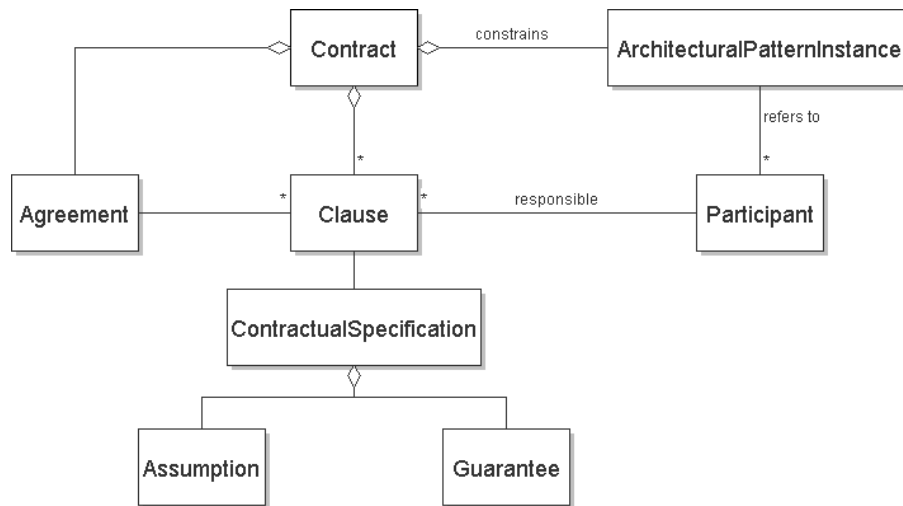 Contract
constrains
ArchitecturalPatternInstance
refers to
*
*
Agreement
*
Clause
*
responsible
Participant
ContractualSpecification
Assumption
Guarantee